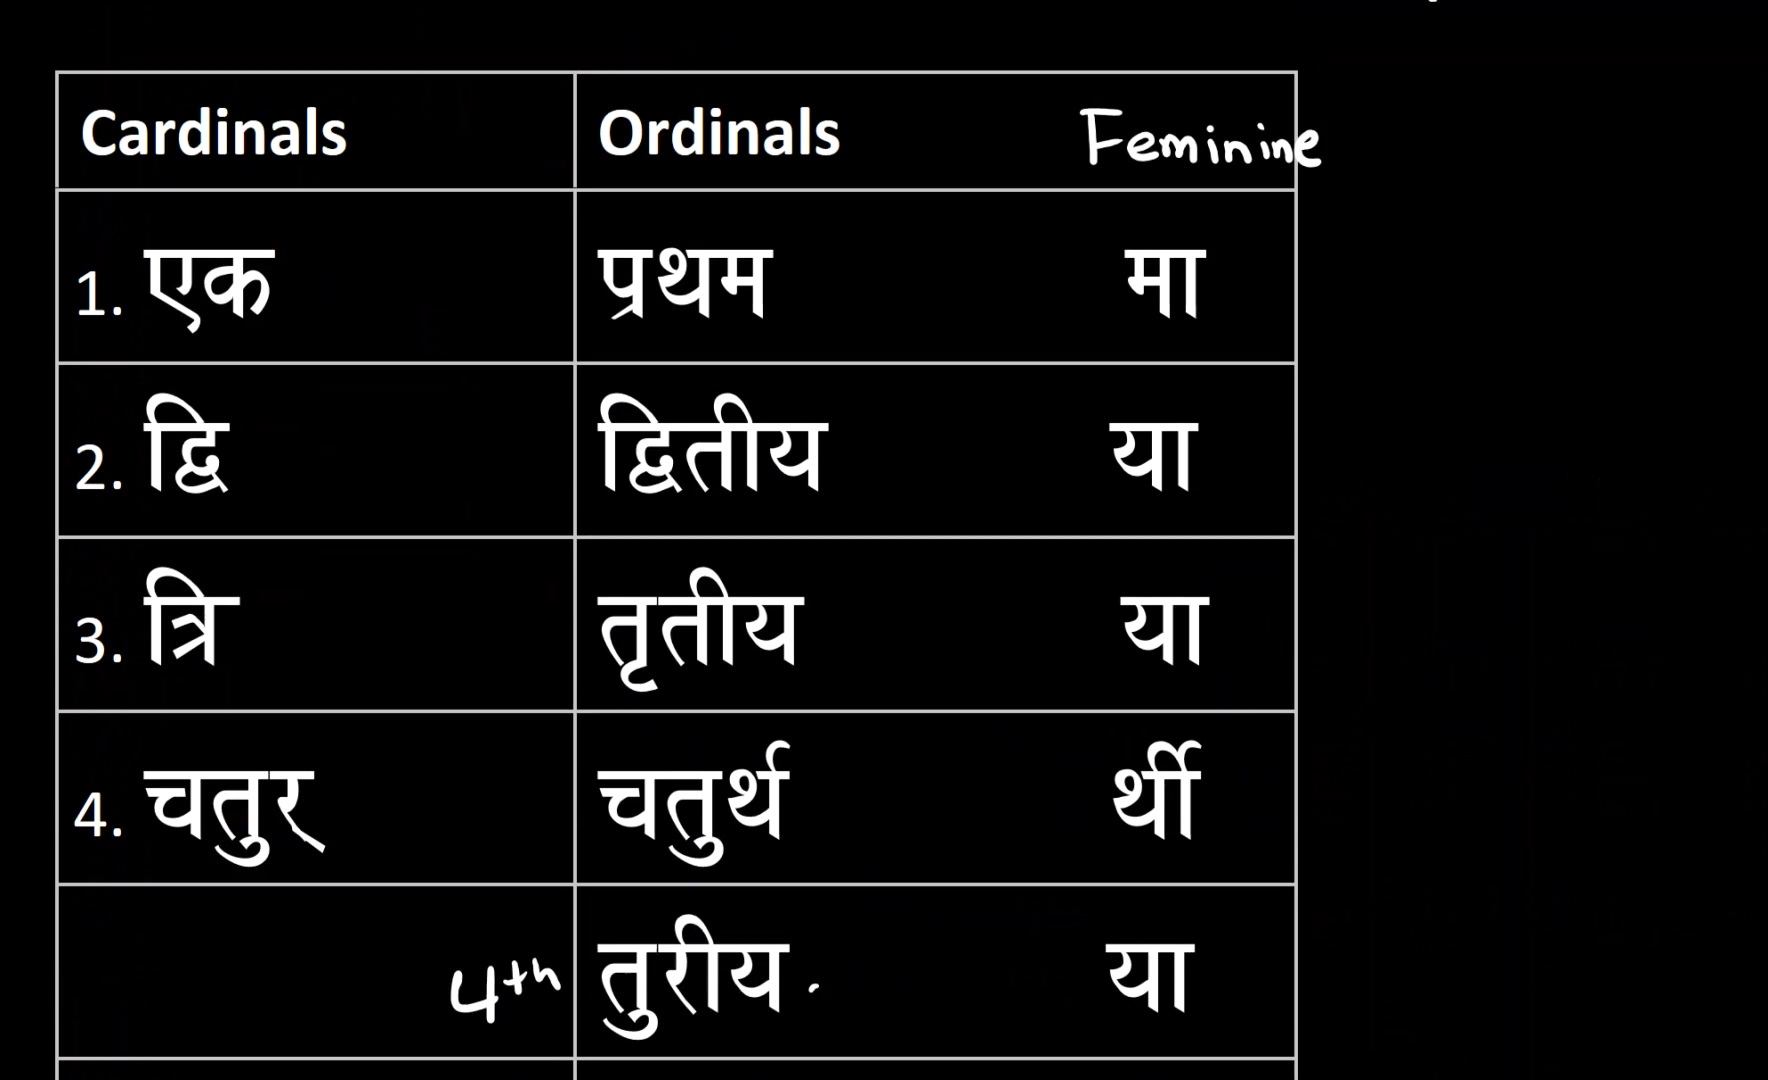 Cardinals Ordinals Feminine
1. एक प्रथम मा
2. द्वि द्वितीय या
3. त्रि तृतीय या
4. चतुर् चतुर्थ र्थी
4th तुरीय . या